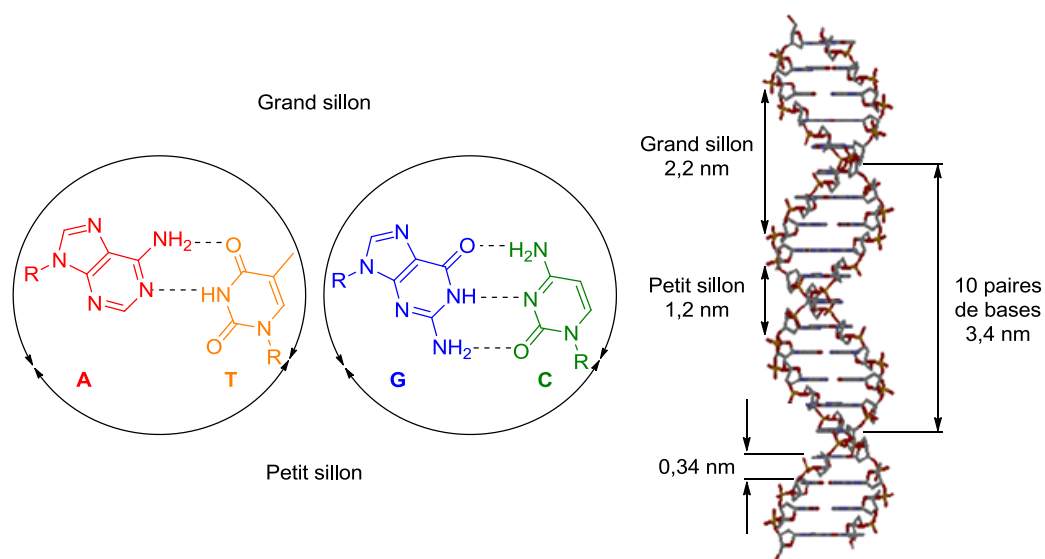 Grand sillon
N
N
N
N
R
NH₂
O
HN
N
O
R
A
T
N
N
N
N
R
O
NH
NH₂
H₂N
N
N
O
R
G
C
Petit sillon
Grand sillon
2,2 nm
Petit sillon
1,2 nm
0,34 nm
10 paires
de bases
3,4 nm